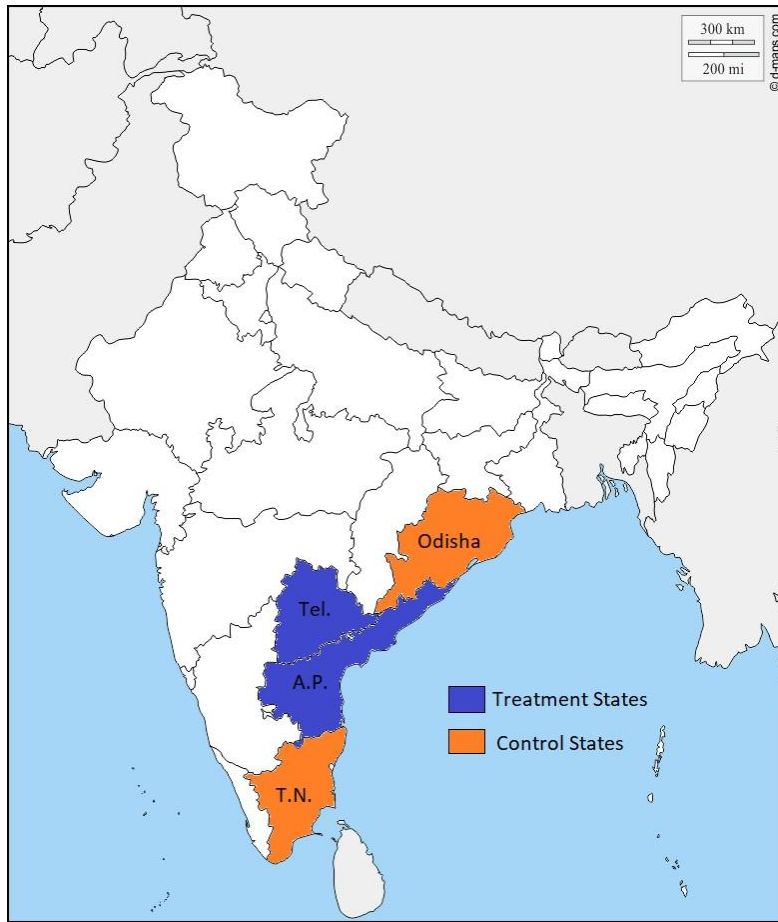 300 km
200 mi
© d-maps.com
Odisha
Tel.
A.P.
Treatment States
Control States
T.N.